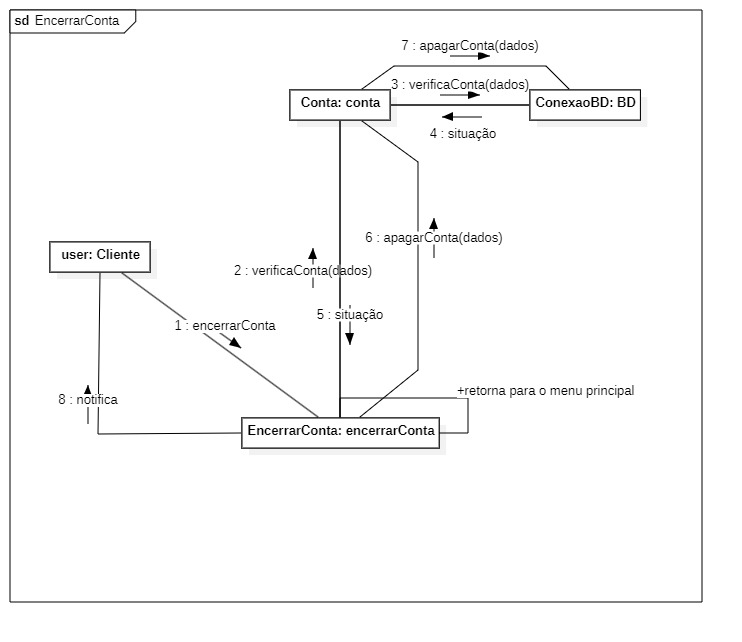 sd EncerrarConta
7 : apagarConta(dados)
3 : verificaConta(dados)
Conta: conta
ConexaoBD: BD
4 : situação
6 : apagarConta(dados)
user: Cliente
2 : verificaConta(dados)
5 : situação
1 : encerrarConta
+retorna para o menu principal
8 : notifica
EncerrarConta: encerrarConta